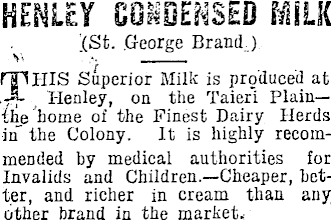 HENLEY CONDENSED MILK
(St. George Brand.)
THIS Superior Milk is produced at
Henley, on the Taieri Plain—
the home of the Finest Dairy Herds
in the Colony. It is highly recom-
mended by medical authorities for
Invalids and Children.—Cheaper, bet-
ter, and richer in cream than any
other brand in the market.